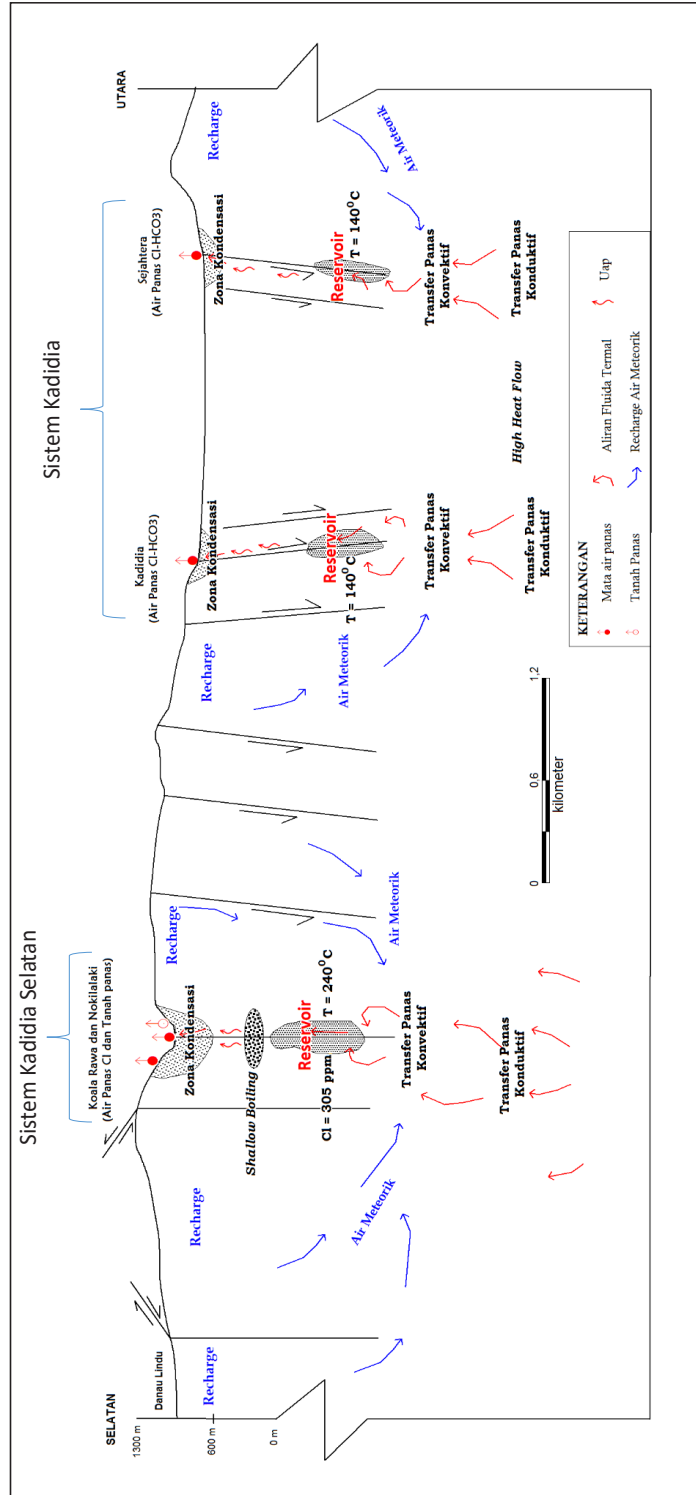 Sistem Kadidia Selatan
Sistem Kadidia
SELATAN
UTARA
Koala Rawa dan Nokilalaki
(Air Panas Cl dan Tanah panas)
Kadidia
(Air Panas Cl-HCO3)
Sejahtera
(Air Panas Cl-HCO3)
1300 m
600 m
0 m
Danau Lindu
Recharge
Recharge
Recharge
Recharge
Recharge
Zona Kondensasi
Zona Kondensasi
Zona Kondensasi
Shallow Boiling
Cl = 305 ppm
Reservoir
T = 240⁰C
T = 140⁰C
Reservoir
Reservoir
T = 140⁰C
Air Meteorik
Air Meteorik
Air Meteorik
Air Meteorik
Transfer Panas
Konvektif
Transfer Panas
Konvektif
Transfer Panas
Konvektif
Transfer Panas
Konduktif
Transfer Panas
Konduktif
Transfer Panas
Konduktif
High Heat Flow
0
0.6
1.2
kilometer
KETERANGAN
Mata air panas
Aliran Fluida Termal
Uap
Tanah Panas
Recharge Air Meteorik